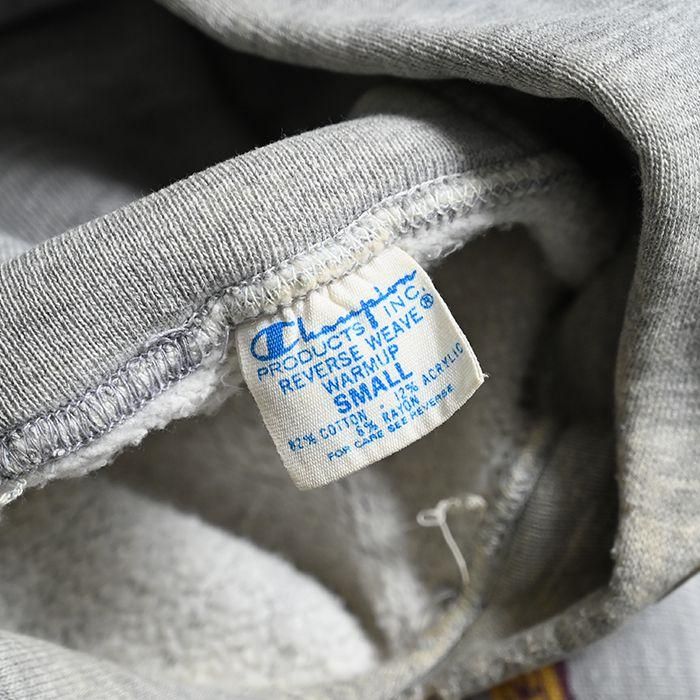 Champion
PRODUCTS INC.
REVERSE WEAVE®
WARMUP
SMALL
82% COTTON - 12% ACRYLIC
6% RAYON
FOR CARE SEE REVERSE